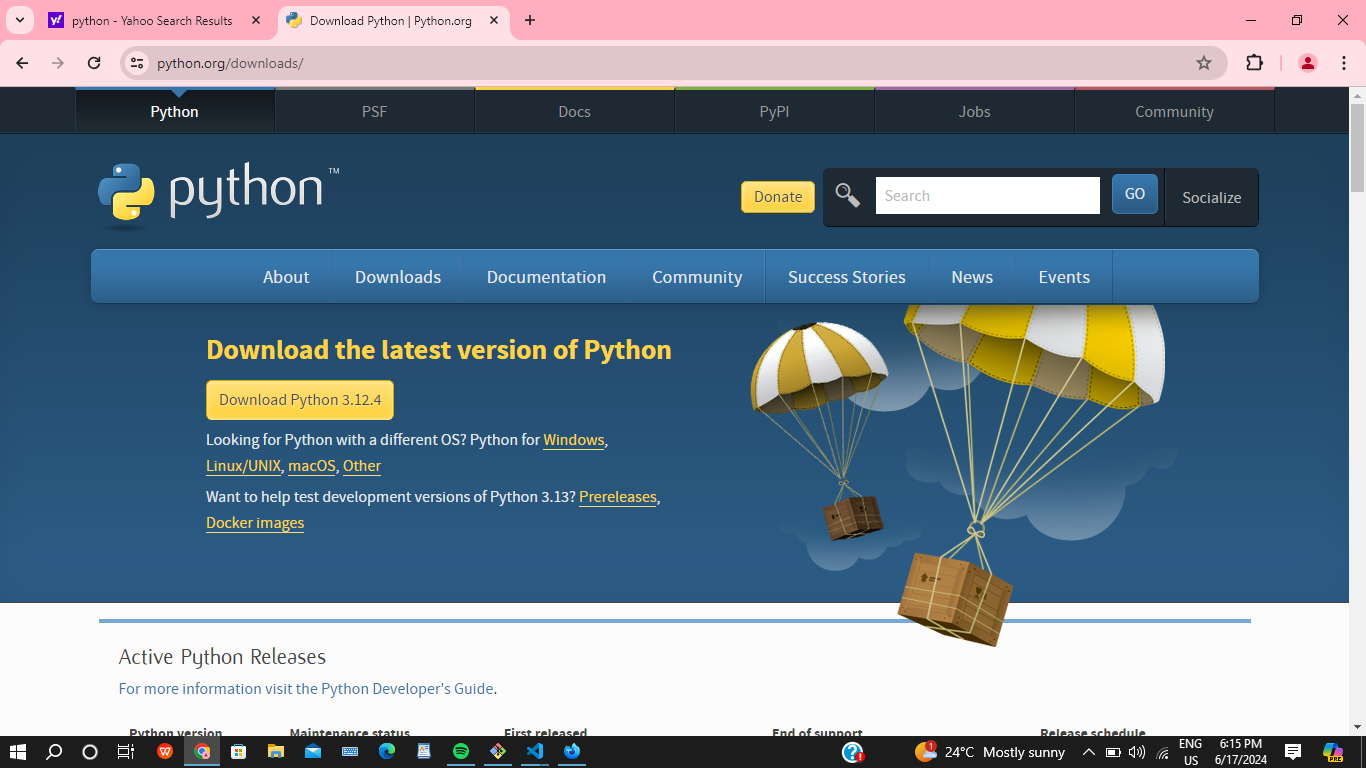 python - Yahoo Search Results
Download Python | Python.org
python.org/downloads/
Python PSF Docs PyPI Jobs Community
python™
Donate Search GO Socialize
About Downloads Documentation Community Success Stories News Events
Download the latest version of Python
Download Python 3.12.4
Looking for Python with a different OS? Python for Windows,
Linux/UNIX, macOS, Other
Want to help test development versions of Python 3.13? Prereleases,
Docker images
Active Python Releases
For more information visit the Python Developer's Guide.
Python version Maintenance status First released End of support Release schedule
1 24°C Mostly sunny ENG 6:15 PM
US 6/17/2024